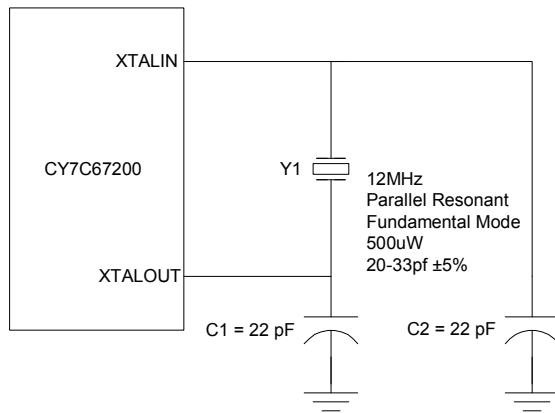 XTALIN
CY7C67200
Y1
12MHz
Parallel Resonant
Fundamental Mode
500uW
20-33pf ±5%
XTALOUT
C1 = 22 pF
C2 = 22 pF